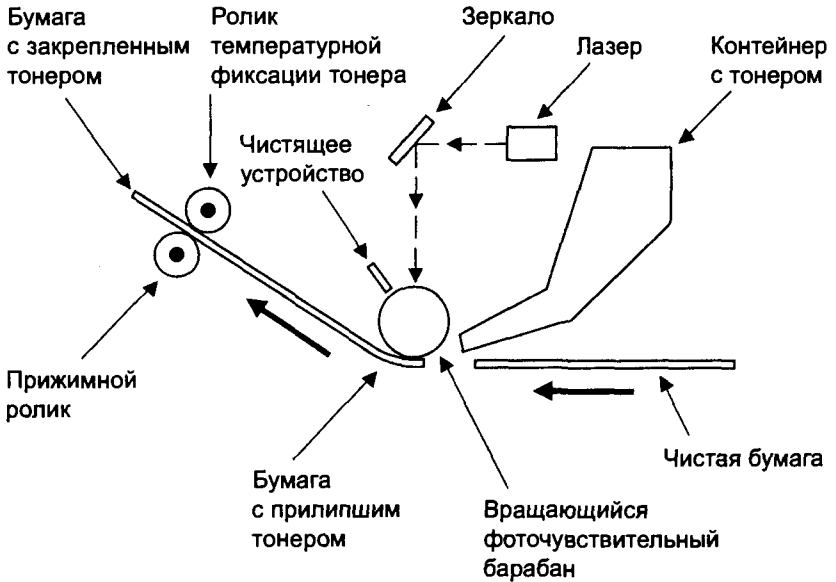 Бумага
с закрепленным
тонером
Ролик
температурной
фиксации тонера
Зеркало
Лазер
Контейнер
с тонером
Чистящее
устройство
Прижимной
ролик
Бумага
с прилипшим
тонером
Вращающийся
фоточувствительный
барабан
Чистая бумага